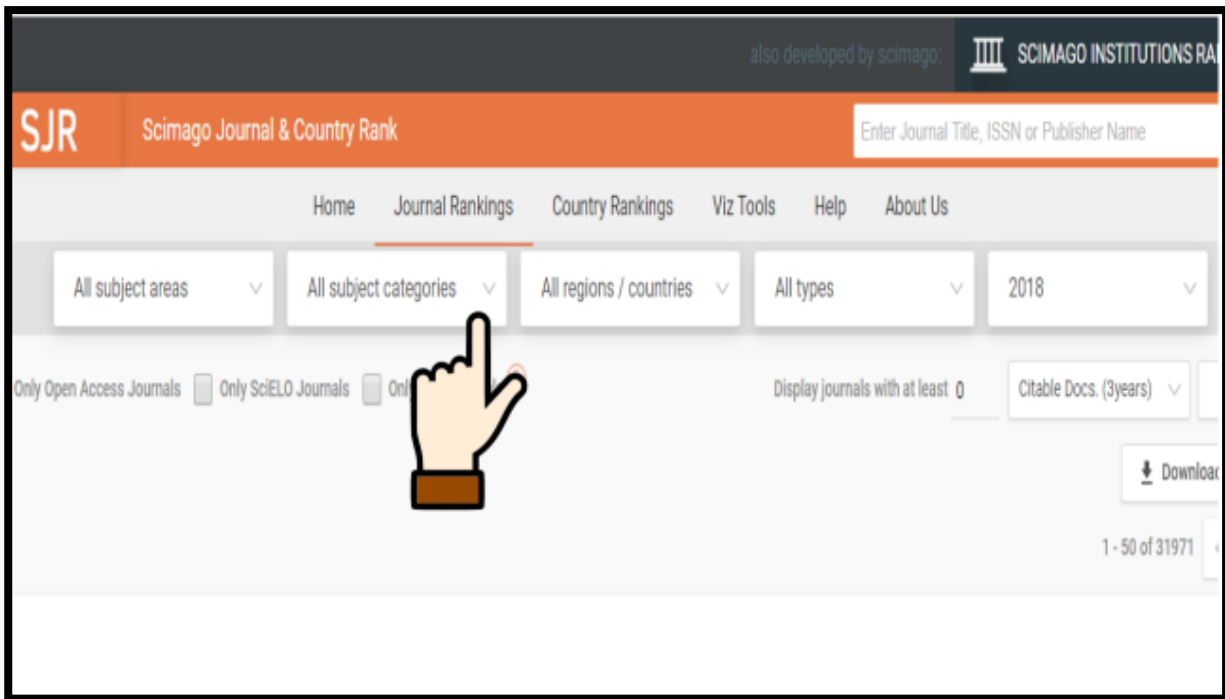 also developed by scimago: SCIMAGO INSTITUTIONS
SJR Scimago Journal & Country Rank Enter Journal Title, ISSN or Publisher Name
Home Journal Rankings Country Rankings Viz Tools Help About Us
All subject areas All subject categories All regions / countries All types 2018
Only Open Access Journals Only SciELO Journals Display journals with at least 0 Citable Docs. (3years)
1 - 50 of 31971